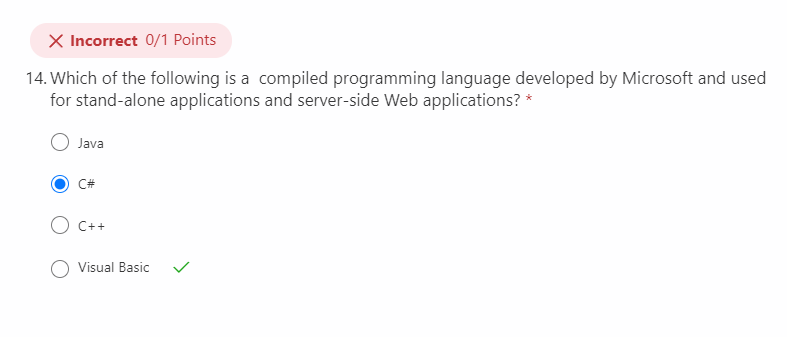 Incorrect 0/1 Points
14. Which of the following is a compiled programming language developed by Microsoft and used
for stand-alone applications and server-side Web applications? *
Java
C#
C++
Visual Basic